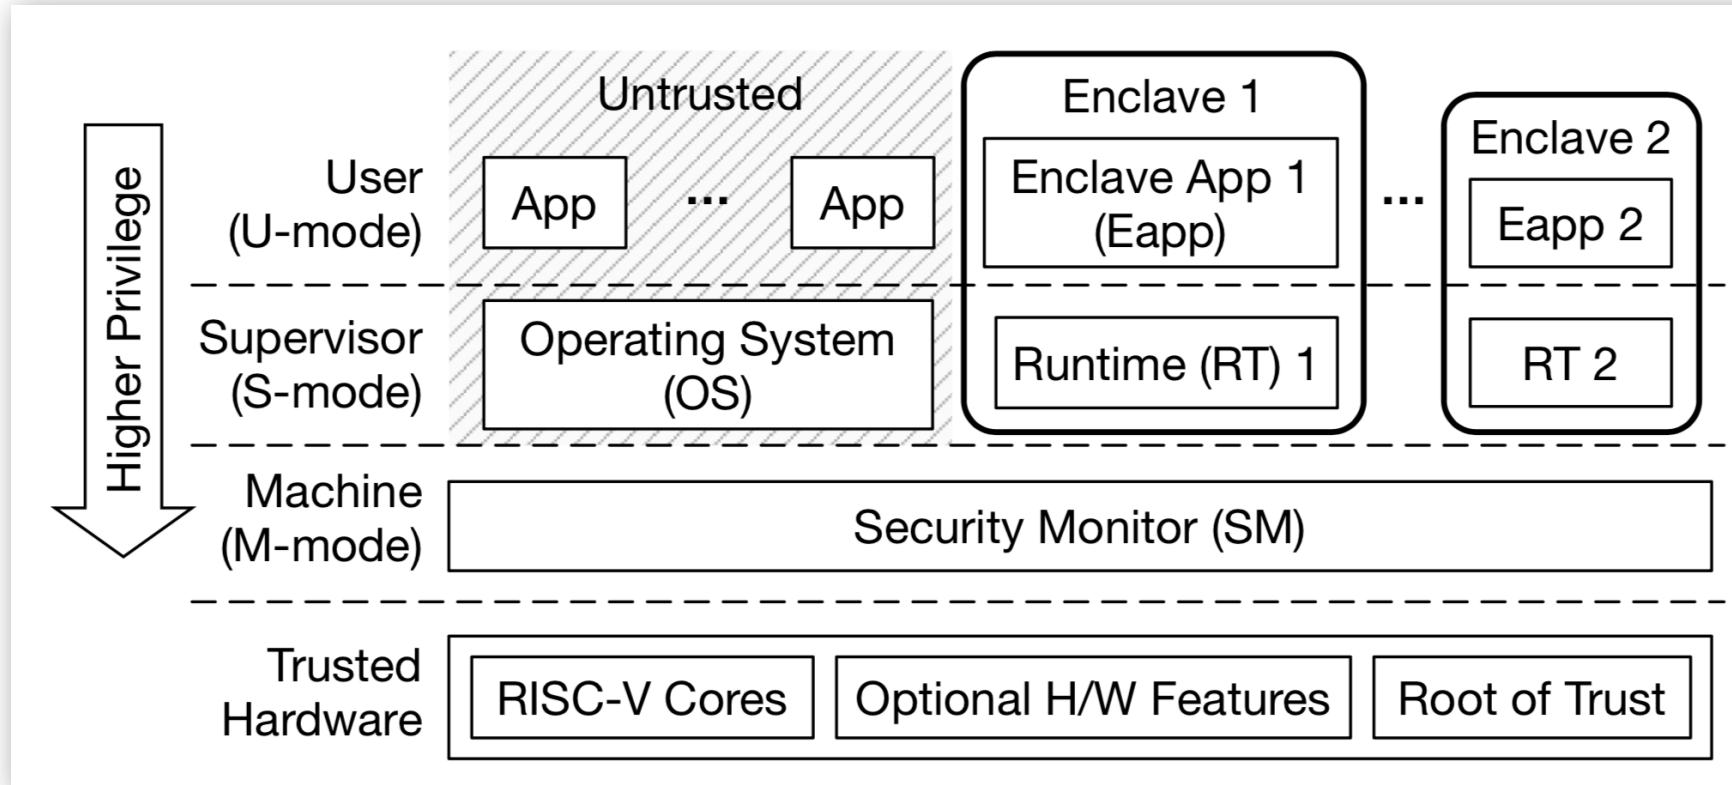 Higher Privilege
User
(U-mode)
Untrusted
App
...
App
Enclave 1
Enclave App 1
(Eapp)
...
Enclave 2
Eapp 2
Supervisor
(S-mode)
Operating System
(OS)
Runtime (RT) 1
RT 2
Machine
(M-mode)
Security Monitor (SM)
Trusted
Hardware
RISC-V Cores
Optional H/W Features
Root of Trust